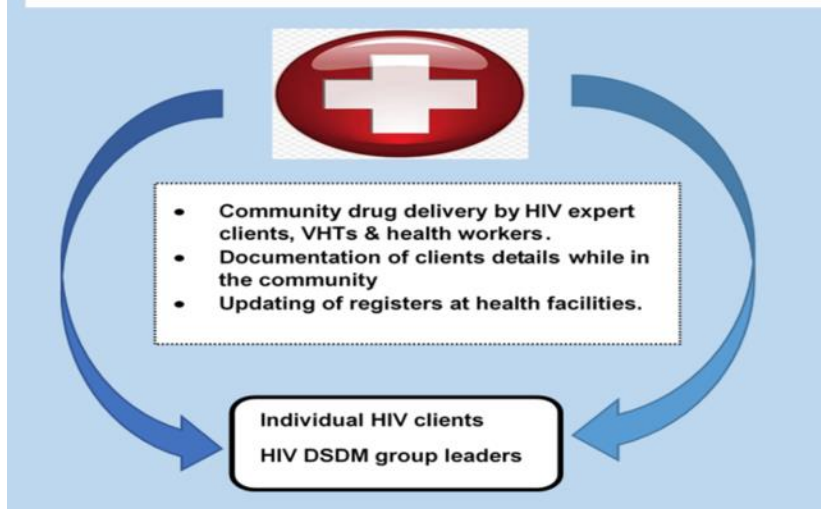 • Community drug delivery by HIV expert
clients, VHTs & health workers.
• Documentation of clients details while in
the community
• Updating of registers at health facilities.
Individual HIV clients
HIV DSDM group leaders